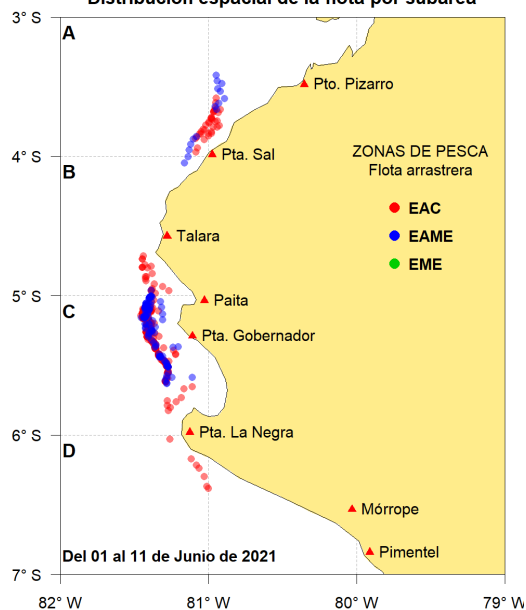 Distribución espacial de la flota por subárea
3° S
A
Pto. Pizarro
ZONAS DE PESCA
Flota arrastrera
4° S
Pta. Sal
B
EAC
Talara
EAME
EME
5° S
Paita
C
Pta. Gobernador
6° S
Pta. La Negra
D
Mórrope
Del 01 al 11 de Junio de 2021
Pimentel
7° S
82° W
81° W
80° W
79° W